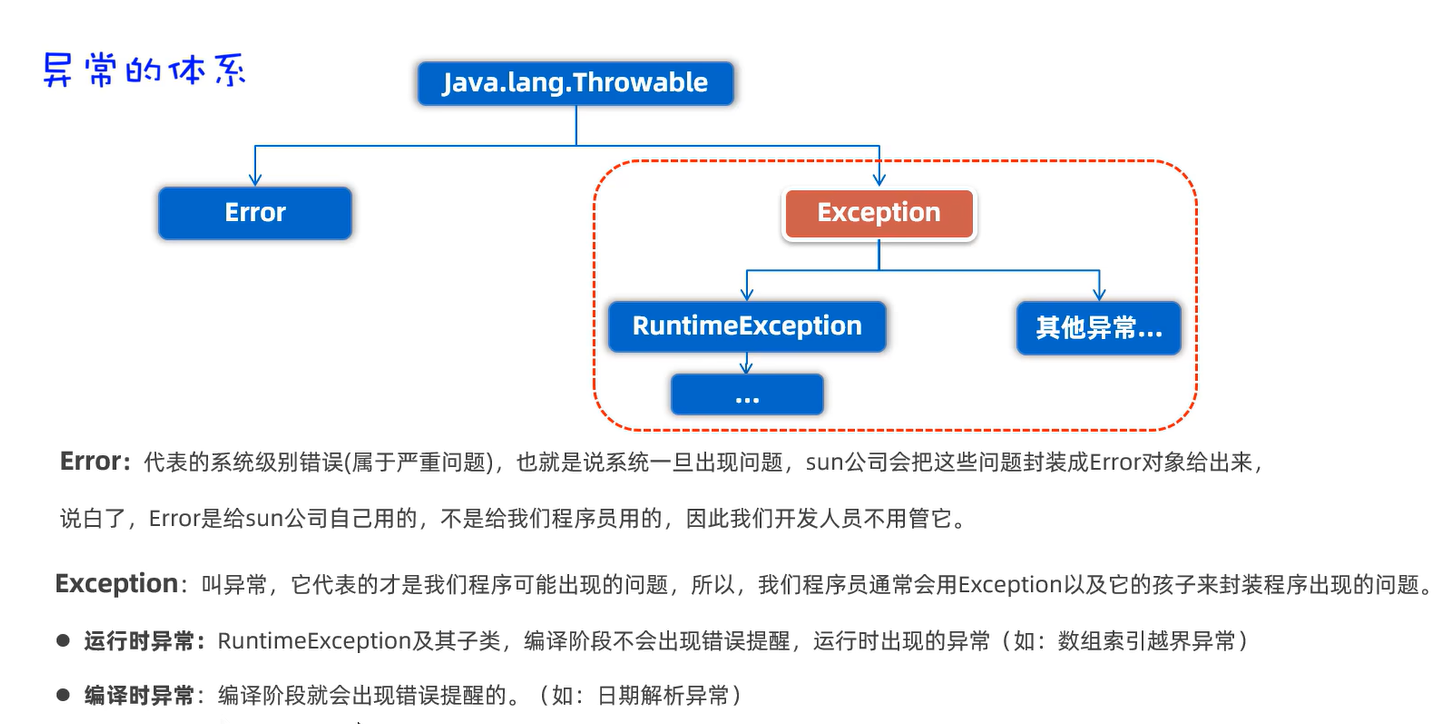 异常的体系
Java.lang.Throwable
Error
Exception
RuntimeException
其他异常...
...
Error：代表的系统级别错误(属于严重问题)，也就是说系统一旦出现问题，sun公司会把这些问题封装成Error对象给出来，
说白了，Error是给sun公司自己用的，不是给我们程序员用的，因此我们开发人员不用管它。
Exception：叫异常，它代表的才是我们程序可能出现的问题，所以，我们程序员通常会用Exception以及它的孩子来封装程序出现的问题。
● 运行时异常：RuntimeException及其子类，编译阶段不会出现错误提醒，运行时出现的异常（如：数组索引越界异常）
● 编译时异常：编译阶段就会出现错误提醒的。（如：日期解析异常）